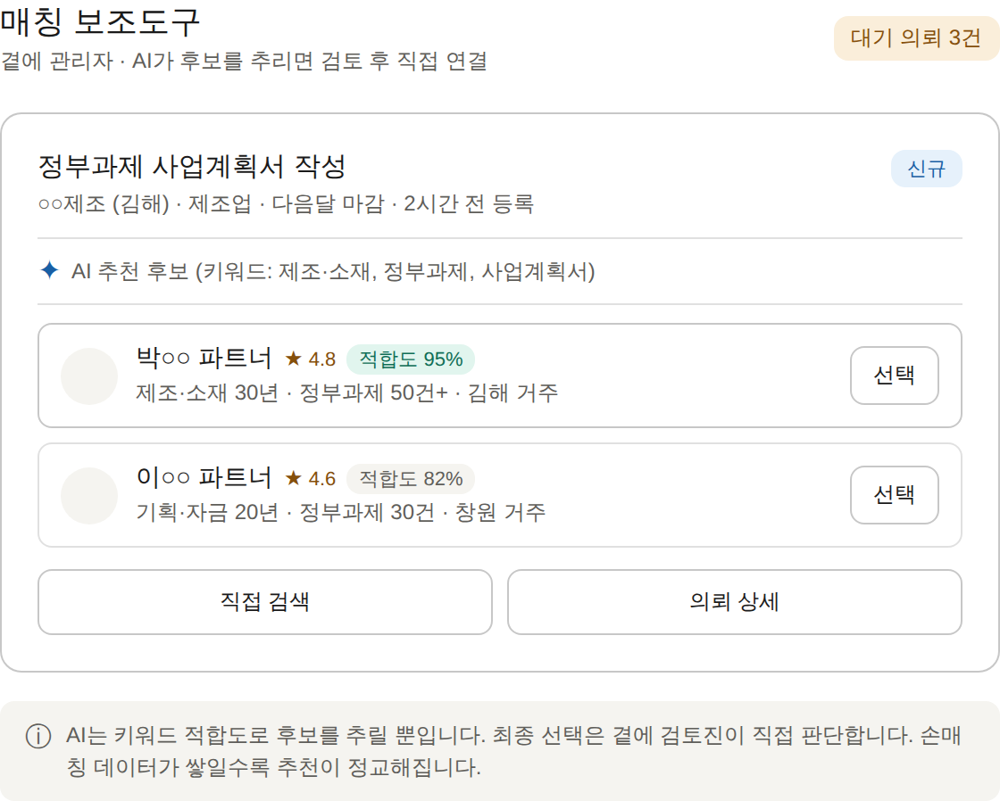 매칭 보조도구
대기 의뢰 3건
곁에 관리자 · AI가 후보를 추리면 검토 후 직접 연결
정부과제 사업계획서 작성
신규
○○제조 (김해) · 제조업 · 다음달 마감 · 2시간 전 등록
✦ AI 추천 후보 (키워드: 제조·소재, 정부과제, 사업계획서)
박○○ 파트너 ★ 4.8 적합도 95%
제조·소재 30년 · 정부과제 50건+ · 김해 거주
선택
이○○ 파트너 ★ 4.6 적합도 82%
기획·자금 20년 · 정부과제 30건 · 창원 거주
선택
직접 검색
의뢰 상세
ⓘ AI는 키워드 적합도로 후보를 추릴 뿐입니다. 최종 선택은 곁에 검토진이 직접 판단합니다. 손매
칭 데이터가 쌓일수록 추천이 정교해집니다.